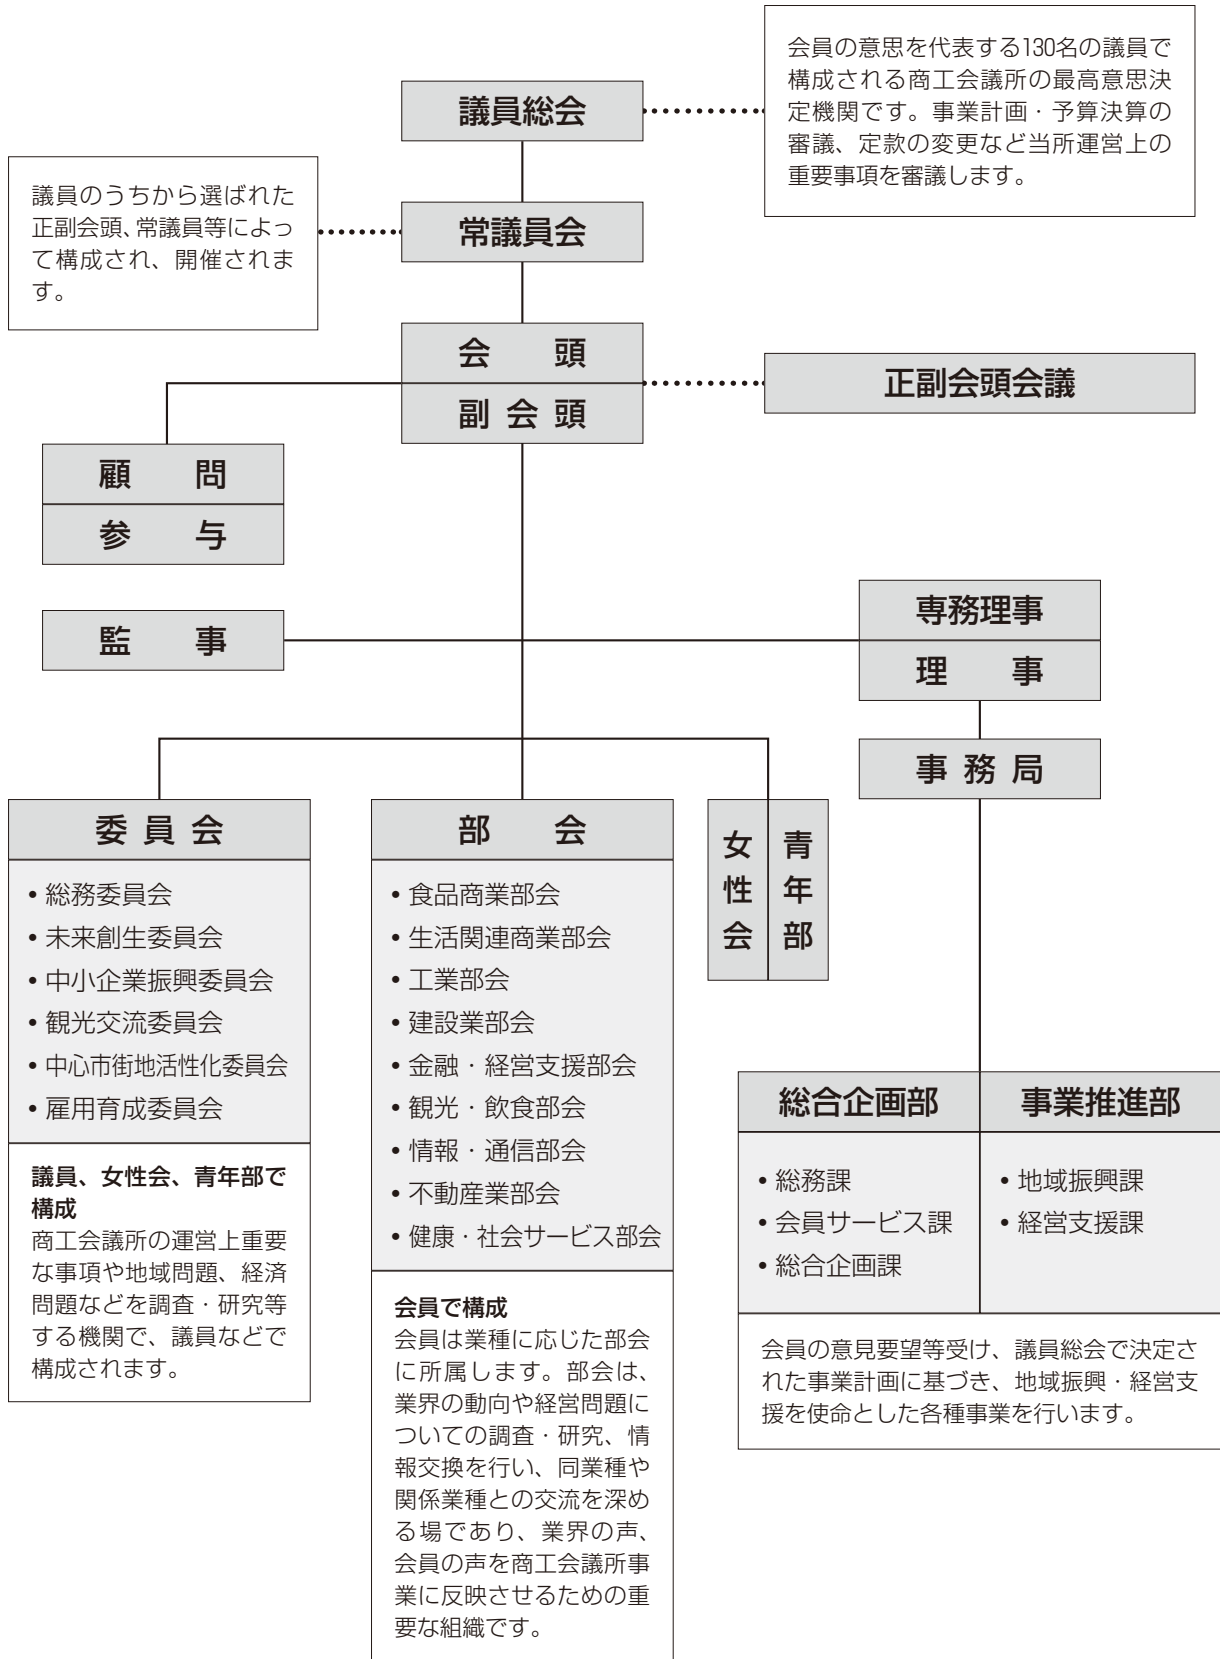 会員の意思を代表する130名の議員で
構成される商工会議所の最高意思決
定機関です。事業計画・予算決算の
審議、定款の変更など当所運営上の
重要事項を審議します。
議員総会
議員のうちから選ばれた
正副会頭、常議員等によっ
て構成され、開催されま
す。
常議員会
会頭
副会頭
正副会頭会議
顧問
参与
監事
専務理事
理事
事務局
委員会
・総務委員会
・未来創生委員会
・中小企業振興委員会
・観光交流委員会
・中心市街地活性化委員会
・雇用育成委員会
議員、女性会、青年部で
構成
商工会議所の運営上重要
な事項や地域問題、経済
問題などを調査・研究等
する機関で、議員などで
構成されます。
部会
・食品商業部会
・生活関連商業部会
・工業部会
・建設業部会
・金融・経営支援部会
・観光・飲食部会
・情報・通信部会
・不動産業部会
・健康・社会サービス部会
会員で構成
会員は業種に応じた部会
に所属します。部会は、
業界の動向や経営問題に
ついての調査・研究、情
報交換を行い、同業種や
関係業種との交流を深め
る場であり、業界の声、
会員の声を商工会議所事
業に反映させるための重
要な組織です。
女性会
青年部
総合企画部
・総務課
・会員サービス課
・総合企画課
事業推進部
・地域振興課
・経営支援課
会員の意見要望等受け、議員総会で決定さ
れた事業計画に基づき、地域振興・経営支
援を使命とした各種事業を行います。